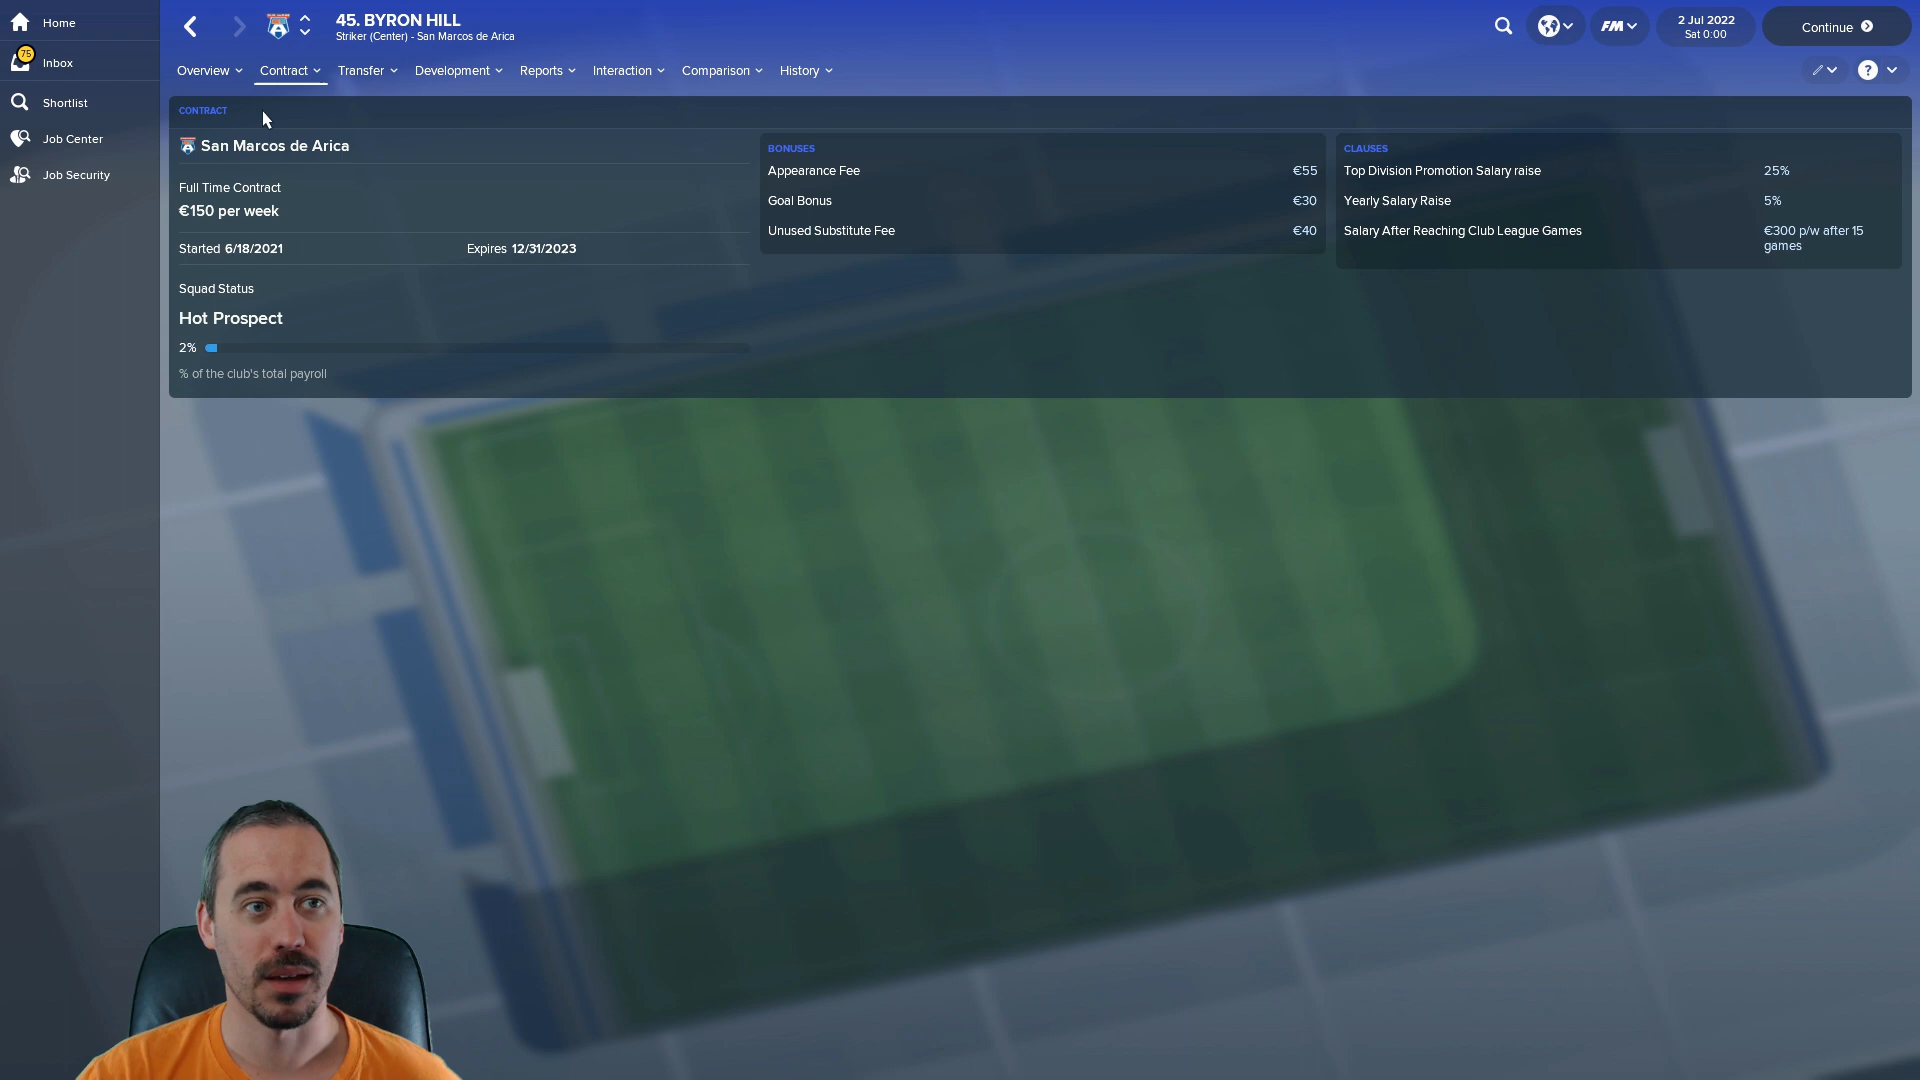 Home
75
Inbox
Shortlist
Job Center
Job Security
45. BYRON HILL
Striker (Center) - San Marcos de Arica
FM
2 Jul 2022
Sat 0:00
Continue
Overview
Contract
Transfer
Development
Reports
Interaction
Comparison
History
?
CONTRACT
San Marcos de Arica
Full Time Contract
€150 per week
Started 6/18/2021
Expires 12/31/2023
Squad Status
Hot Prospect
2%
% of the club's total payroll
BONUSES
Appearance Fee €55
Goal Bonus €30
Unused Substitute Fee €40
CLAUSES
Top Division Promotion Salary raise 25%
Yearly Salary Raise 5%
Salary After Reaching Club League Games €300 p/w after 15
games